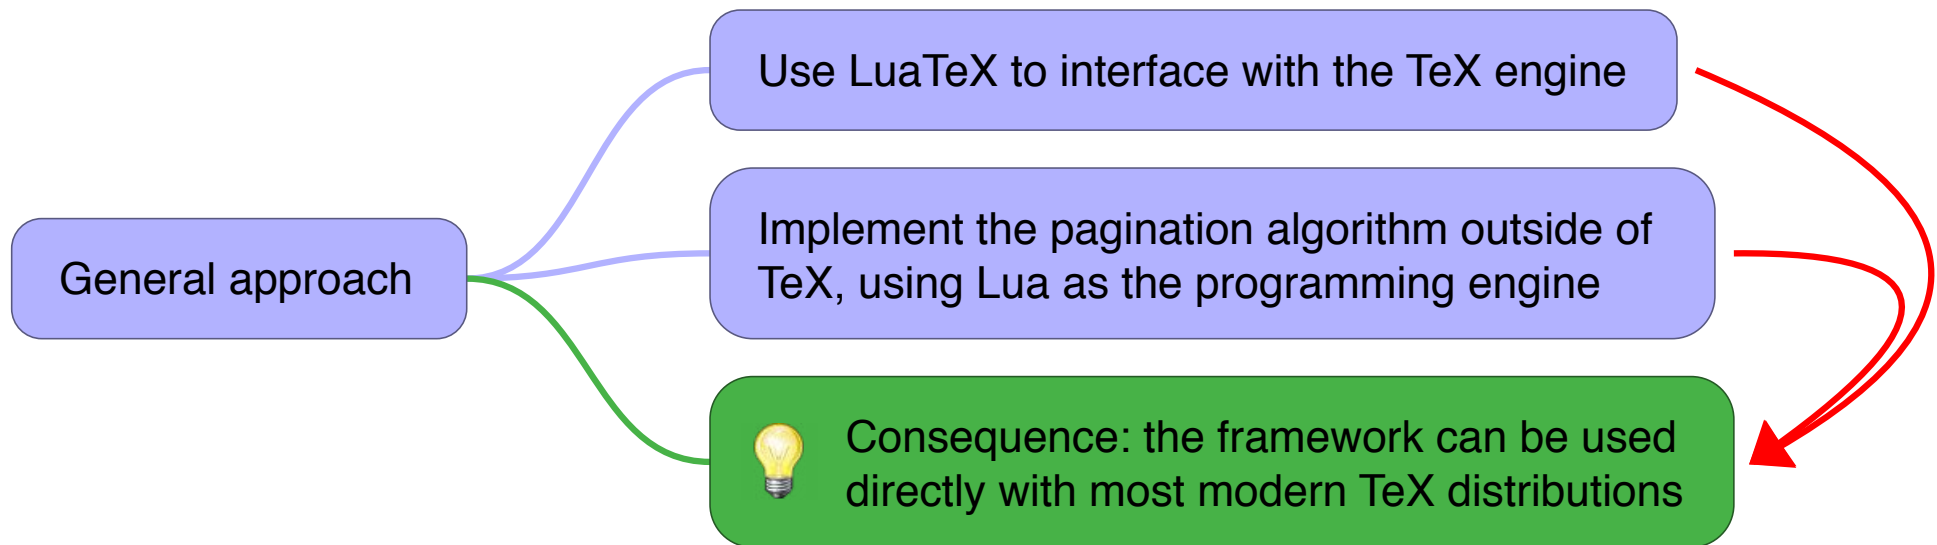 Use LuaTeX to interface with the TeX engine
Implement the pagination algorithm outside of
TeX, using Lua as the programming engine
General approach
Consequence: the framework can be used
directly with most modern TeX distributions